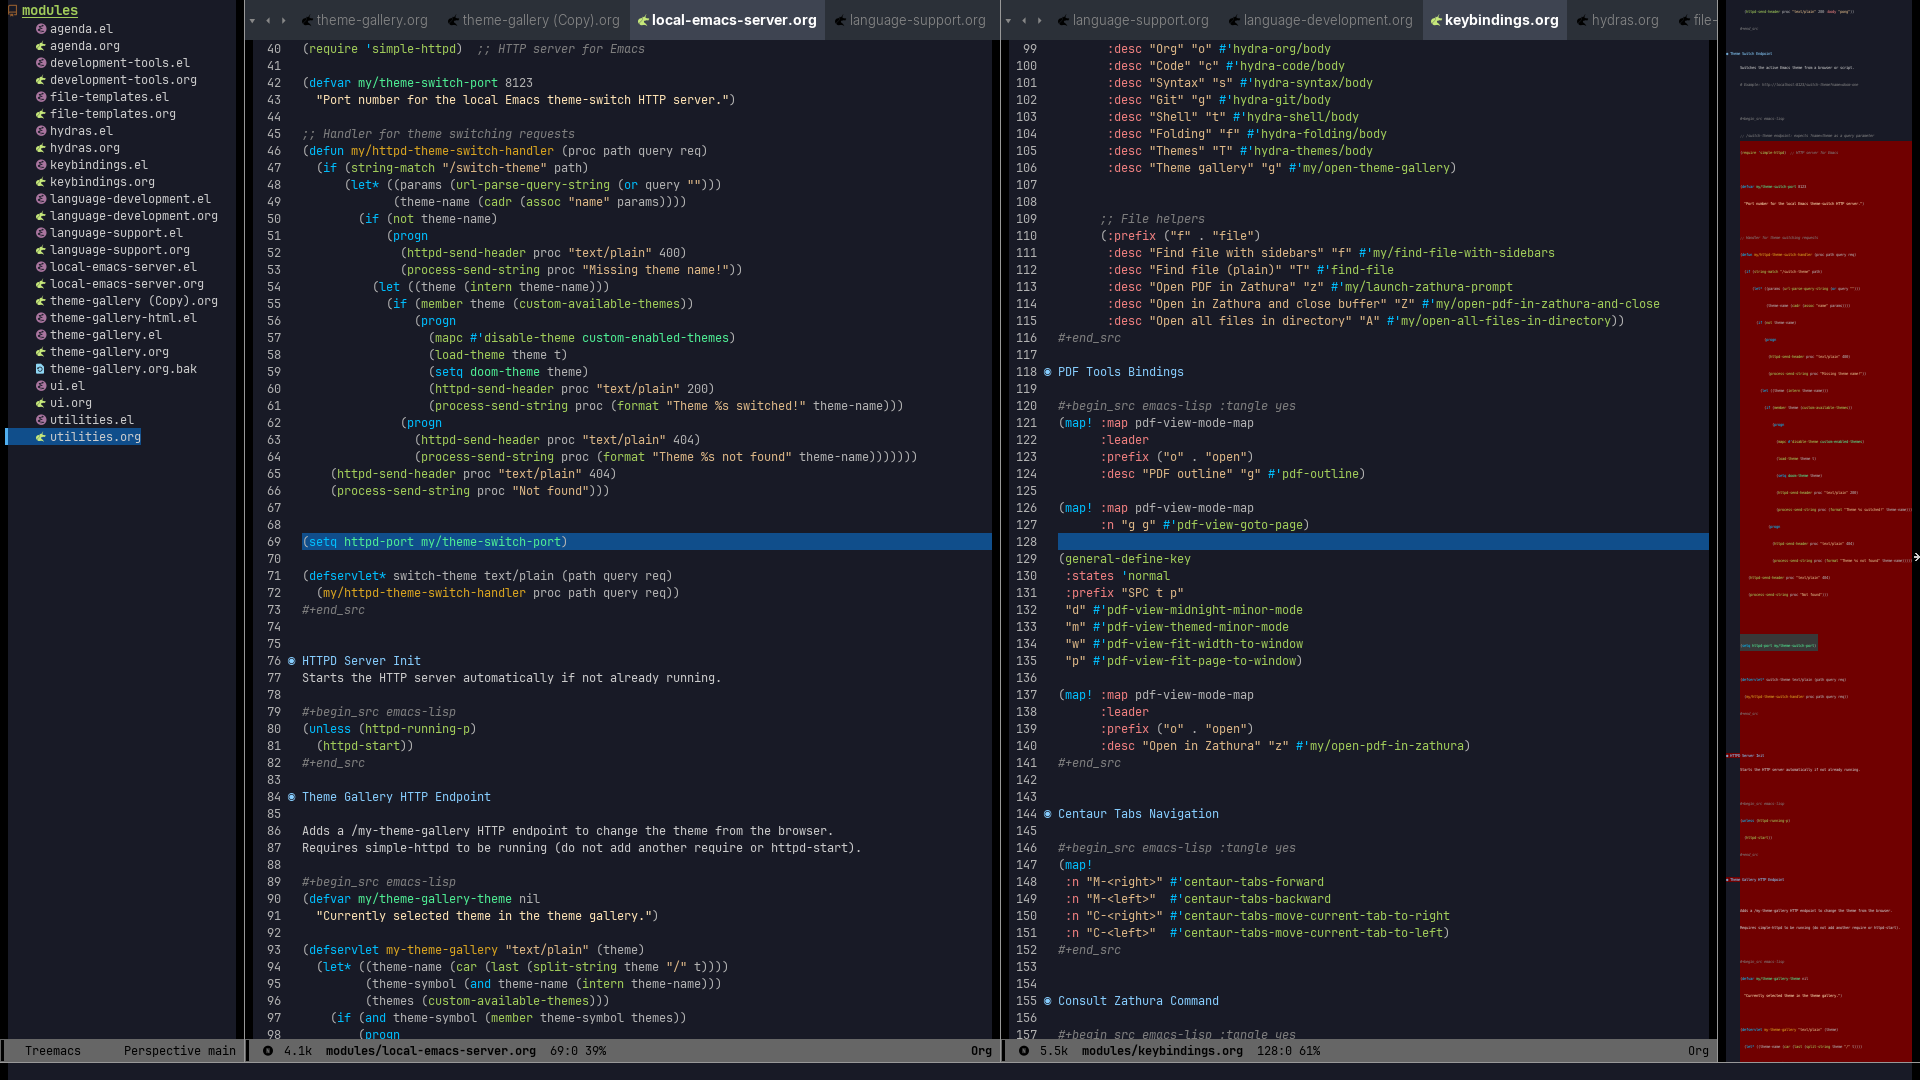 modules
agenda.el
agenda.org
development-tools.el
development-tools.org
file-templates.el
file-templates.org
hydras.el
hydras.org
keybindings.el
keybindings.org
language-development.el
language-development.org
language-support.el
language-support.org
local-emacs-server.el
local-emacs-server.org
theme-gallery (Copy).org
theme-gallery-html.el
theme-gallery.el
theme-gallery.org
theme-gallery.org.bak
ui.el
ui.org
utilities.el
utilities.org
Treemacs Perspective main
theme-gallery.org theme-gallery (Copy).org local-emacs-server.org language-support.org
40 (require 'simple-httpd)  ;; HTTP server for Emacs
41
42 (defvar my/theme-switch-port 8123
43   "Port number for the local Emacs theme-switch HTTP server.")
44
45 ;; Handler for theme switching requests
46 (defun my/httpd-theme-switch-handler (proc path query req)
47   (if (string-match "/switch-theme" path)
48       (let* ((params (url-parse-query-string (or query "")))
49              (theme-name (cadr (assoc "name" params))))
50         (if (not theme-name)
51             (progn
52               (httpd-send-header proc "text/plain" 400)
53               (process-send-string proc "Missing theme name!"))
54           (let ((theme (intern theme-name)))
55             (if (member theme (custom-available-themes))
56                 (progn
57                   (mapc #'disable-theme custom-enabled-themes)
58                   (load-theme theme t)
59                   (setq doom-theme theme)
60                   (httpd-send-header proc "text/plain" 200)
61                   (process-send-string proc (format "Theme %s switched!" theme-name)))
62               (progn
63                 (httpd-send-header proc "text/plain" 404)
64                 (process-send-string proc (format "Theme %s not found" theme-name)))))))
65     (httpd-send-header proc "text/plain" 404)
66     (process-send-string proc "Not found")))
67
68
69 (setq httpd-port my/theme-switch-port)
70
71 (defservlet* switch-theme text/plain (path query req)
72   (my/httpd-theme-switch-handler proc path query req))
73 #+end_src
74
75
76 ◉ HTTPD Server Init
77 Starts the HTTP server automatically if not already running.
78
79 #+begin_src emacs-lisp
80 (unless (httpd-running-p)
81   (httpd-start))
82 #+end_src
83
84 ◉ Theme Gallery HTTP Endpoint
85
86 Adds a /my-theme-gallery HTTP endpoint to change the theme from the browser.
87 Requires simple-httpd to be running (do not add another require or httpd-start).
88
89 #+begin_src emacs-lisp
90 (defvar my/theme-gallery-theme nil
91   "Currently selected theme in the theme gallery.")
92
93 (defservlet my-theme-gallery "text/plain" (theme)
94   (let* ((theme-name (car (last (split-string theme "/" t))))
95          (theme-symbol (and theme-name (intern theme-name)))
96          (themes (custom-available-themes)))
97     (if (and theme-symbol (member theme-symbol themes))
98         (progn
4.1k modules/local-emacs-server.org 69:0 39% Org
language-support.org language-development.org keybindings.org hydras.org file-
99        :desc "Org" "o" #'hydra-org/body
100        :desc "Code" "c" #'hydra-code/body
101        :desc "Syntax" "s" #'hydra-syntax/body
102        :desc "Git" "g" #'hydra-git/body
103        :desc "Shell" "t" #'hydra-shell/body
104        :desc "Folding" "f" #'hydra-folding/body
105        :desc "Themes" "T" #'hydra-themes/body
106        :desc "Theme gallery" "g" #'my/open-theme-gallery)
107
108
109       ;; File helpers
110       (:prefix ("f" . "file")
111        :desc "Find file with sidebars" "f" #'my/find-file-with-sidebars
112        :desc "Find file (plain)" "T" #'find-file
113        :desc "Open PDF in Zathura" "z" #'my/launch-zathura-prompt
114        :desc "Open in Zathura and close buffer" "Z" #'my/open-pdf-in-zathura-and-close
115        :desc "Open all files in directory" "A" #'my/open-all-files-in-directory))
116 #+end_src
117
118 ◉ PDF Tools Bindings
119
120 #+begin_src emacs-lisp :tangle yes
121 (map! :map pdf-view-mode-map
122       :leader
123       :prefix ("o" . "open")
124       :desc "PDF outline" "g" #'pdf-outline)
125
126 (map! :map pdf-view-mode-map
127       :n "g g" #'pdf-view-goto-page)
128
129 (general-define-key
130  :states 'normal
131  :prefix "SPC t p"
132  "d" #'pdf-view-midnight-minor-mode
133  "m" #'pdf-view-themed-minor-mode
134  "w" #'pdf-view-fit-width-to-window
135  "p" #'pdf-view-fit-page-to-window)
136
137 (map! :map pdf-view-mode-map
138       :leader
139       :prefix ("o" . "open")
140       :desc "Open in Zathura" "z" #'my/open-pdf-in-zathura)
141 #+end_src
142
143
144 ◉ Centaur Tabs Navigation
145
146 #+begin_src emacs-lisp :tangle yes
147 (map!
148  :n "M-<right>" #'centaur-tabs-forward
149  :n "M-<left>"  #'centaur-tabs-backward
150  :n "C-<right>" #'centaur-tabs-move-current-tab-to-right
151  :n "C-<left>"  #'centaur-tabs-move-current-tab-to-left)
152 #+end_src
153
154
155 ◉ Consult Zathura Command
156
157 #+begin_src emacs-lisp :tangle yes
5.5k modules/keybindings.org 128:0 61% Org